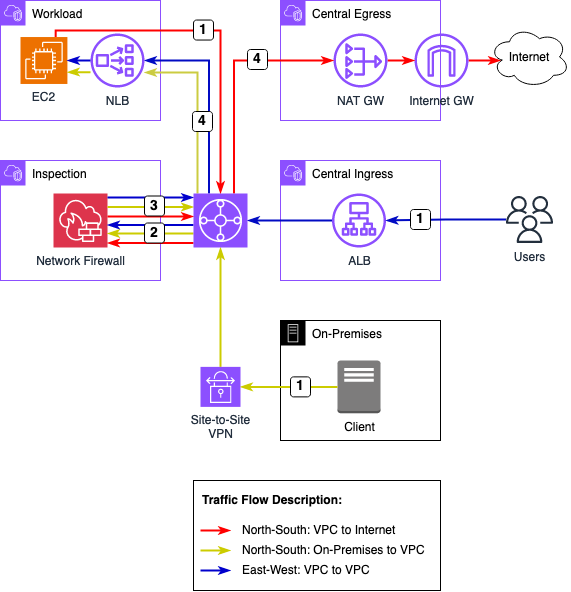 Workload
1
EC2
NLB
4
Central Egress
4
NAT GW
Internet GW
Internet
Inspection
3
2
Network Firewall
Central Ingress
ALB
1
Users
On-Premises
1
Client
Site-to-Site
VPN
Traffic Flow Description:
North-South: VPC to Internet
North-South: On-Premises to VPC
East-West: VPC to VPC